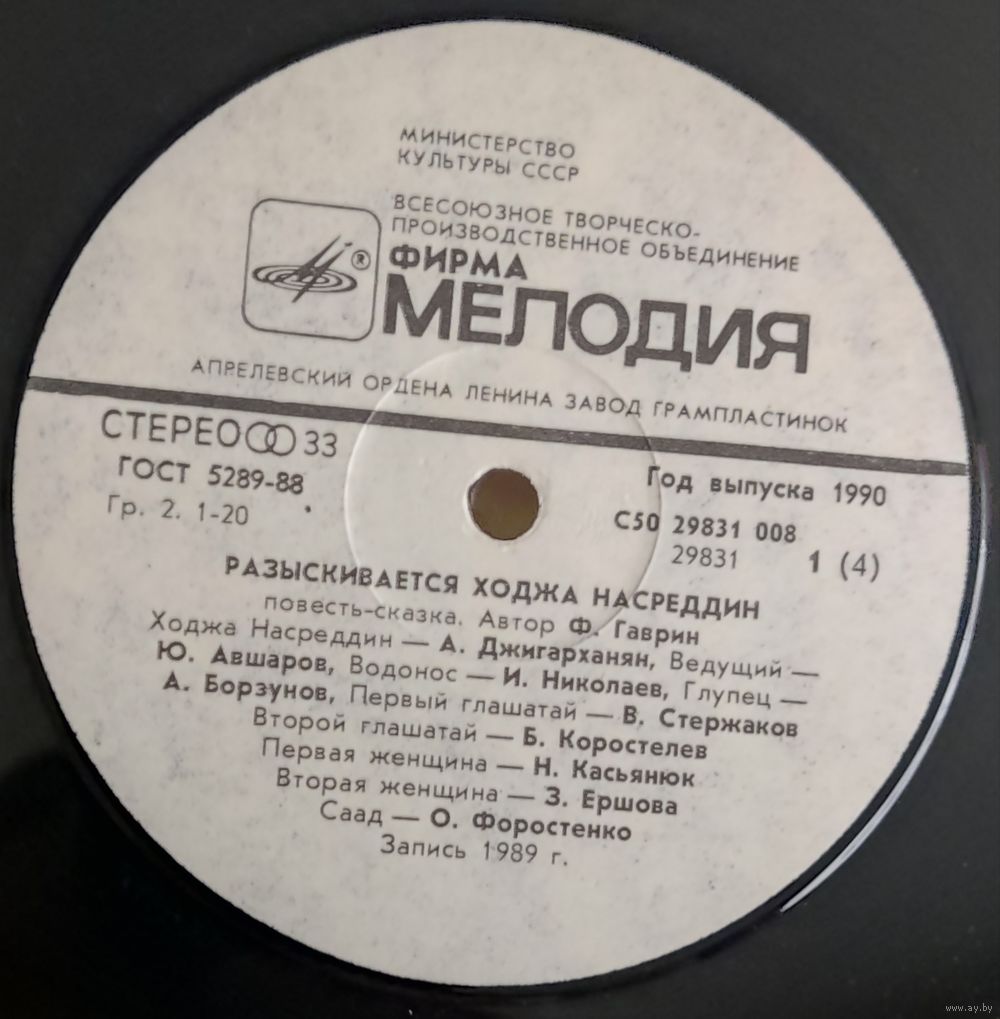 МИНИСТЕРСТВО
КУЛЬТУРЫ СССР
ВСЕСОЮЗНОЕ ТВОРЧЕСКО-
ПРОИЗВОДСТВЕННОЕ ОБЪЕДИНЕНИЕ
ФИРМА
®
МЕЛОДИЯ
АПРЕЛЕВСКИЙ ОРДЕНА ЛЕНИНА ЗАВОД ГРАМПЛАСТИНОК
СТЕРЕО 33
ГОСТ 5289-88
Гр. 2. 1-20
Год выпуска 1990
С50 29831 008
29831 1 (4)
РАЗЫСКИВАЕТСЯ ХОДЖА НАСРЕДДИН
повесть-сказка. Автор Ф. Гаврин
Ходжа Насреддин — А. Джигарханян, Ведущий —
Ю. Авшаров, Водонос — И. Николаев, Глупец —
А. Борзунов, Первый глашатай — В. Стержаков
Второй глашатай — Б. Коростелев
Первая женщина — Н. Касьянюк
Вторая женщина — З. Ершова
Саад — О. Форостенко
Запись 1989 г.
www.ay.by